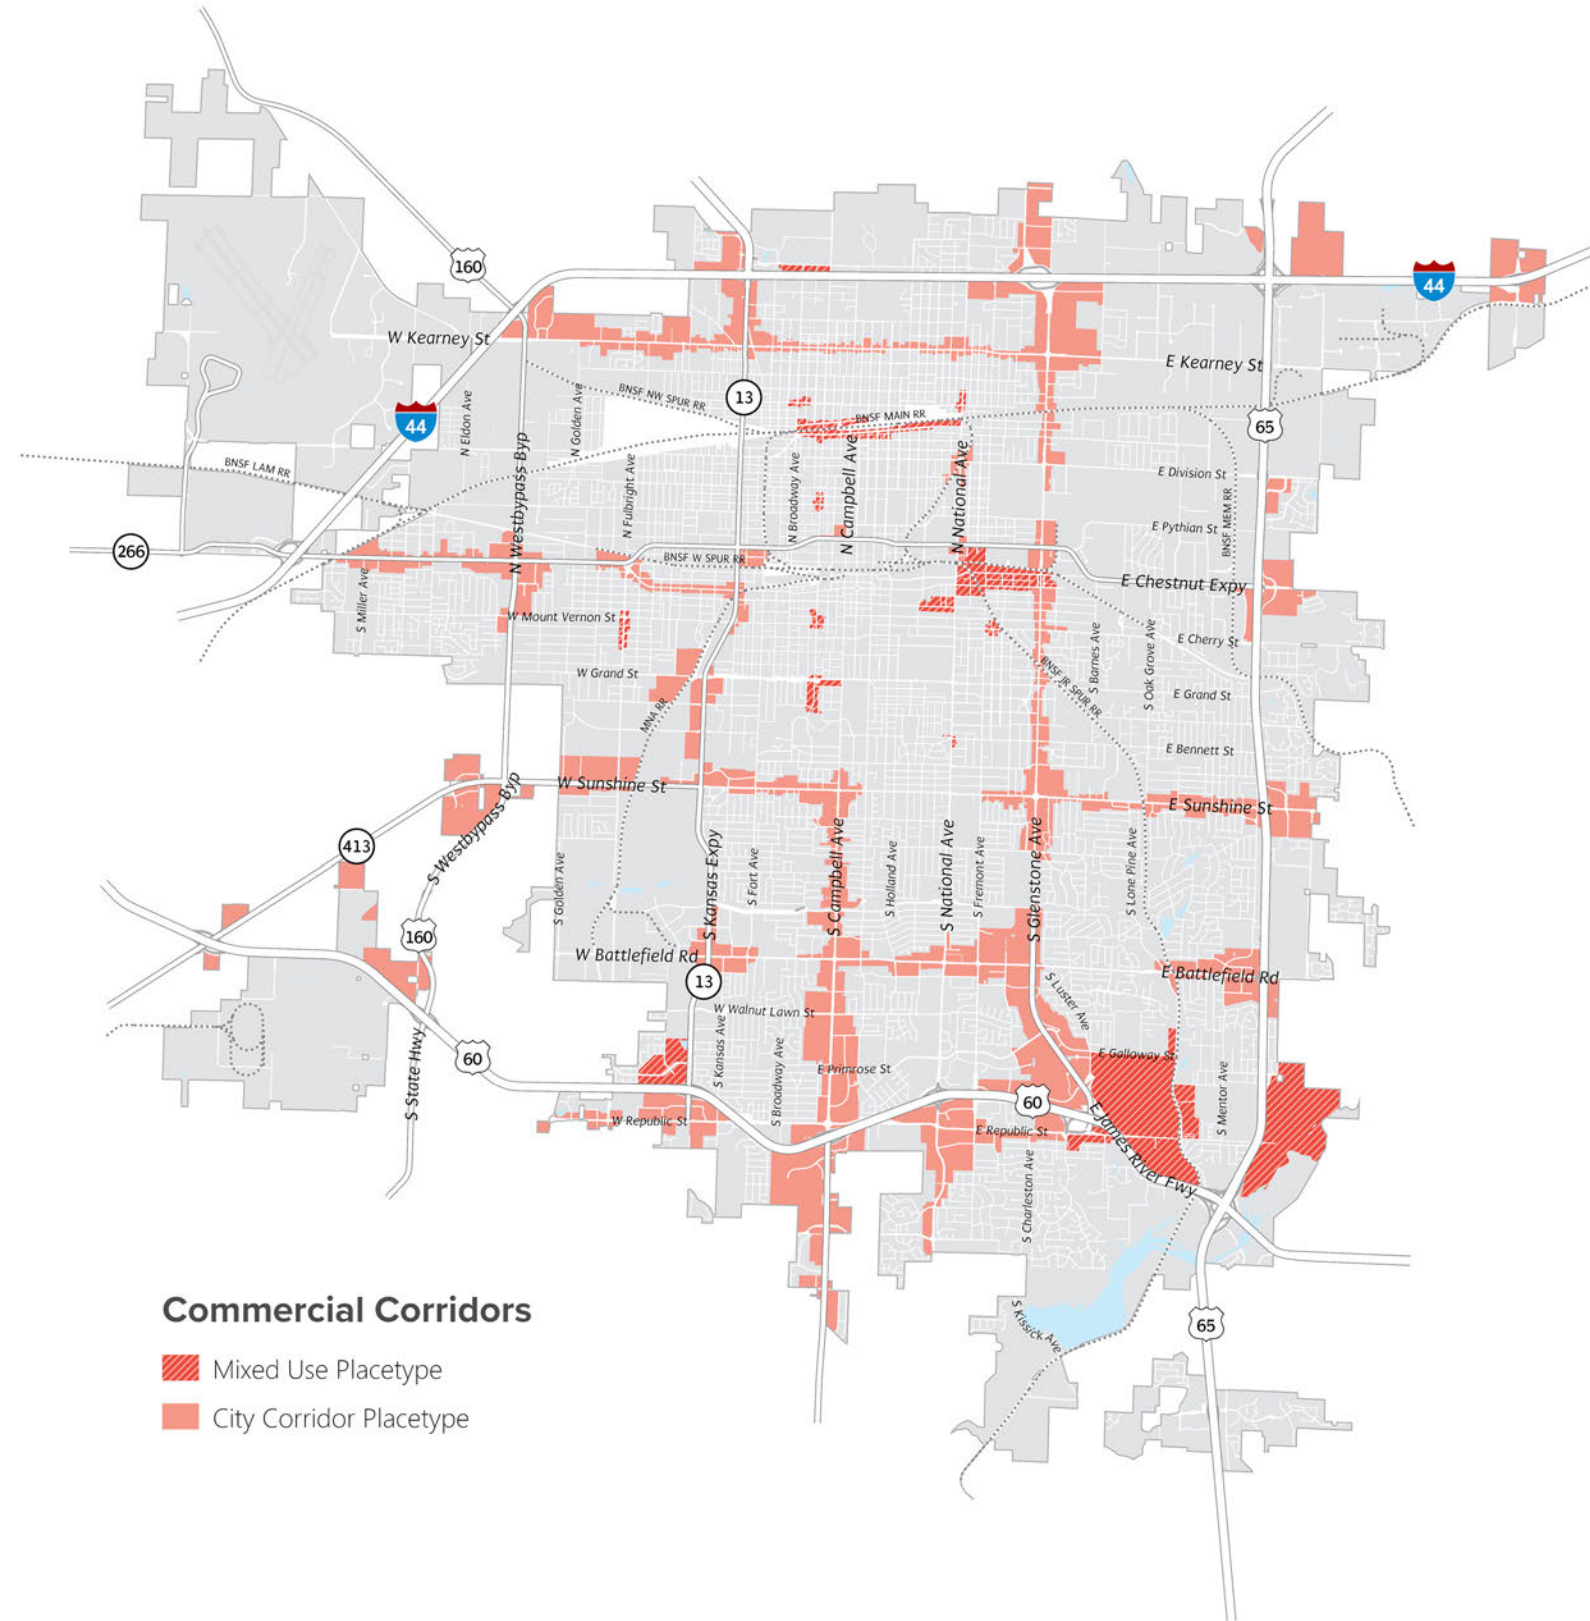 160
44
W Kearney St
E Kearney St
BNSF NW SPUR RR
13
44
N Eldon Ave
N Golden Ave
BNSF MAIN RR
65
BNSF LAM RR
N Westbypass Byp
N Fulbright Ave
N Broadway Ave
N Campbell Ave
N National Ave
E Division St
BNSF MEM RR
E Pythian St
266
BNSF W SPUR RR
E Chestnut Expy
S Miller Ave
W Mount Vernon St
E Cherry St
S Barnes Ave
S Oak Grove Ave
BNSF JR SPUR RR
W Grand St
E Grand St
MNA RR
E Bennett St
W Sunshine St
E Sunshine St
S Westbypass Byp
413
S Golden Ave
S Kansas Expy
S Fort Ave
S Campbell Ave
S Holland Ave
S National Ave
S Fremont Ave
S Glenstone Ave
S Lone Pine Ave
160
W Battlefield Rd
E Battlefield Rd
13
S Luster Ave
W Walnut Lawn St
S Kansas Ave
S Broadway Ave
E Primrose St
E Galloway St
S State Hwy
60
60
S Mentor Ave
W Republic St
E Republic St
E James River Fwy
S Charleston Ave
S Kissick Ave
65
Commercial Corridors
Mixed Use Placetype
City Corridor Placetype